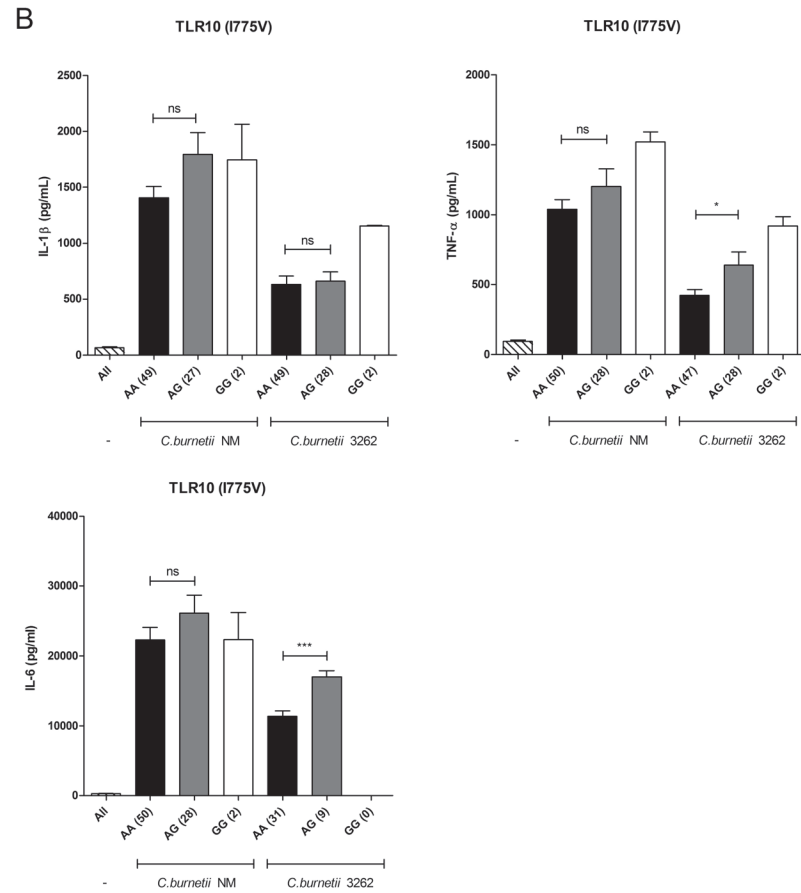 B
TLR10 (I775V)
2500
2000
1500
1000
500
0
IL-1β (pg/mL)
ns
ns
All
AA (49)
AG (27)
GG (2)
AA (49)
AG (28)
GG (2)
-
C.burnetii NM
C.burnetii 3262
TLR10 (I775V)
2000
1500
1000
500
0
TNF-α (pg/mL)
ns
*
All
AA (50)
AG (28)
GG (2)
AA (47)
AG (28)
GG (2)
-
C.burnetii NM
C.burnetii 3262
TLR10 (I775V)
40000
30000
20000
10000
0
IL-6 (pg/ml)
ns
***
All
AA (50)
AG (28)
GG (2)
AA (31)
AG (9)
GG (0)
-
C.burnetii NM
C.burnetii 3262